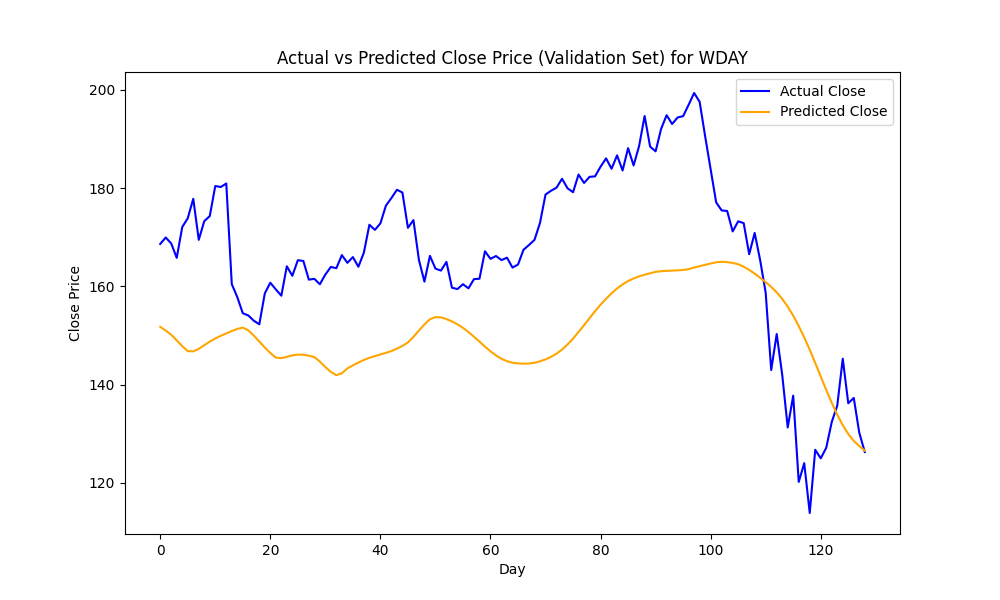 Actual vs Predicted Close Price (Validation Set) for WDAY
Actual Close
Predicted Close
Close Price
200
180
160
140
120
0 20 40 60 80 100 120
Day